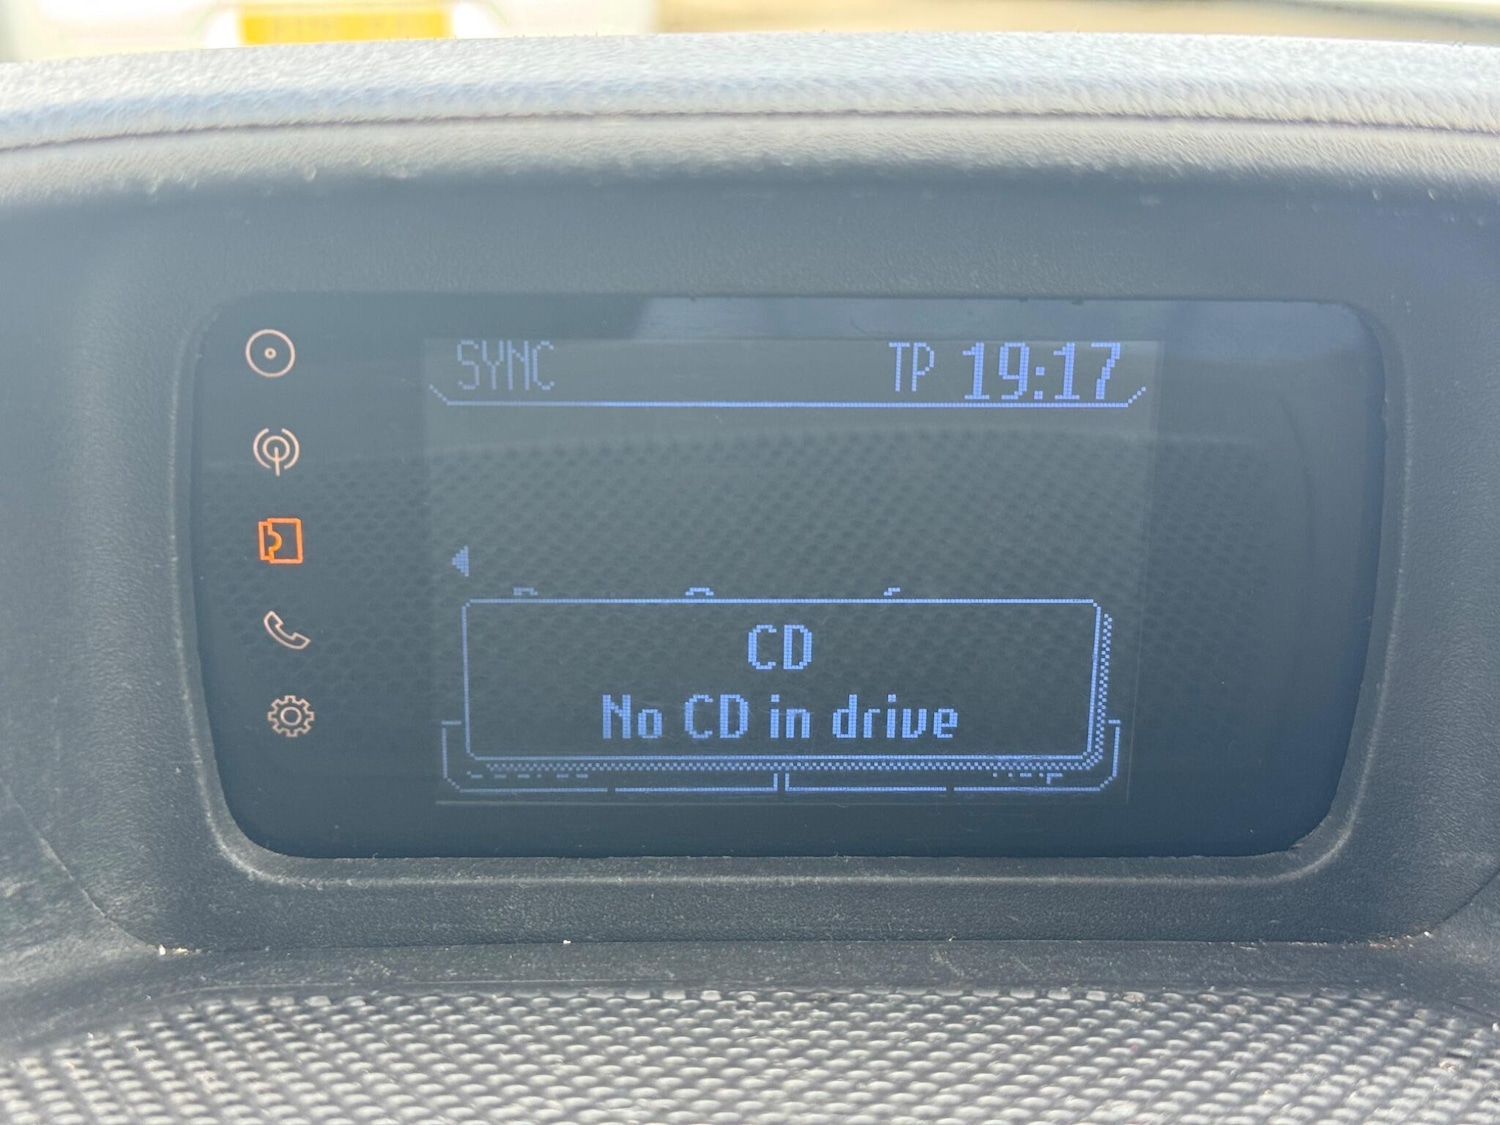 SYNC TP 19:17
CD
No CD in drive